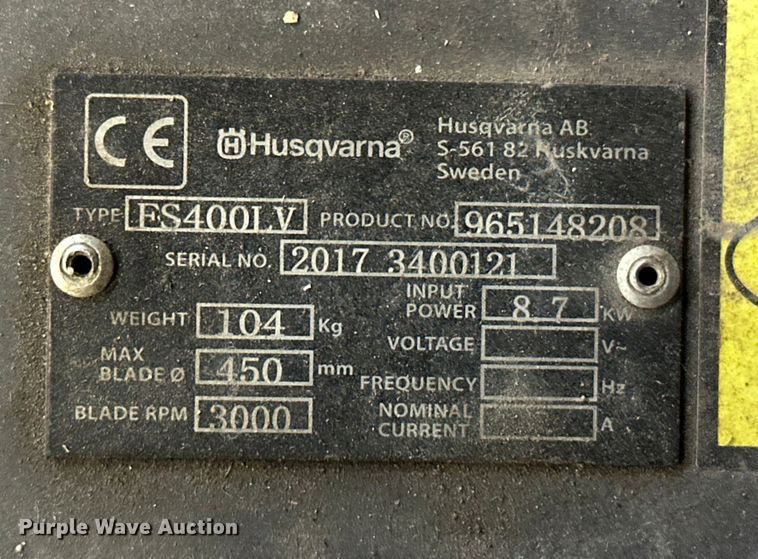 CE
Husqvarna®
Husqvarna AB
S-561 82 Huskvarna
Sweden
TYPE FS400LV PRODUCT NO. 965148208
SERIAL NO. 2017 3400121
WEIGHT 104 Kg
MAX BLADE Ø 450 mm
BLADE RPM 3000
INPUT POWER 8 7 KW
VOLTAGE V~
FREQUENCY Hz
NOMINAL CURRENT A
Purple Wave Auction